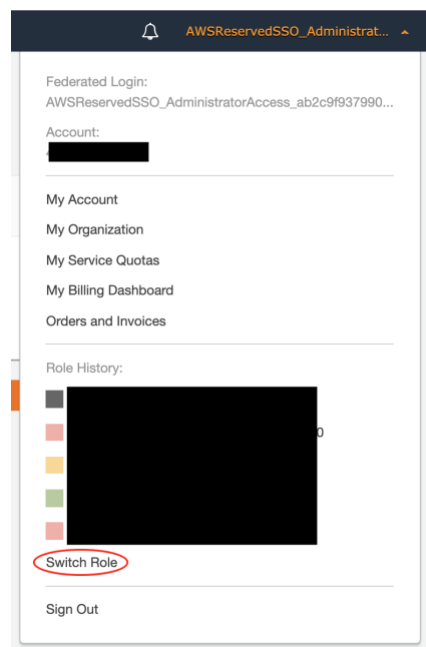 AWSReservedSSO_Administrat...
Federated Login:
AWSReservedSSO_AdministratorAccess_ab2c9f937990...
Account:
My Account
My Organization
My Service Quotas
My Billing Dashboard
Orders and Invoices
Role History:
0
Switch Role
Sign Out